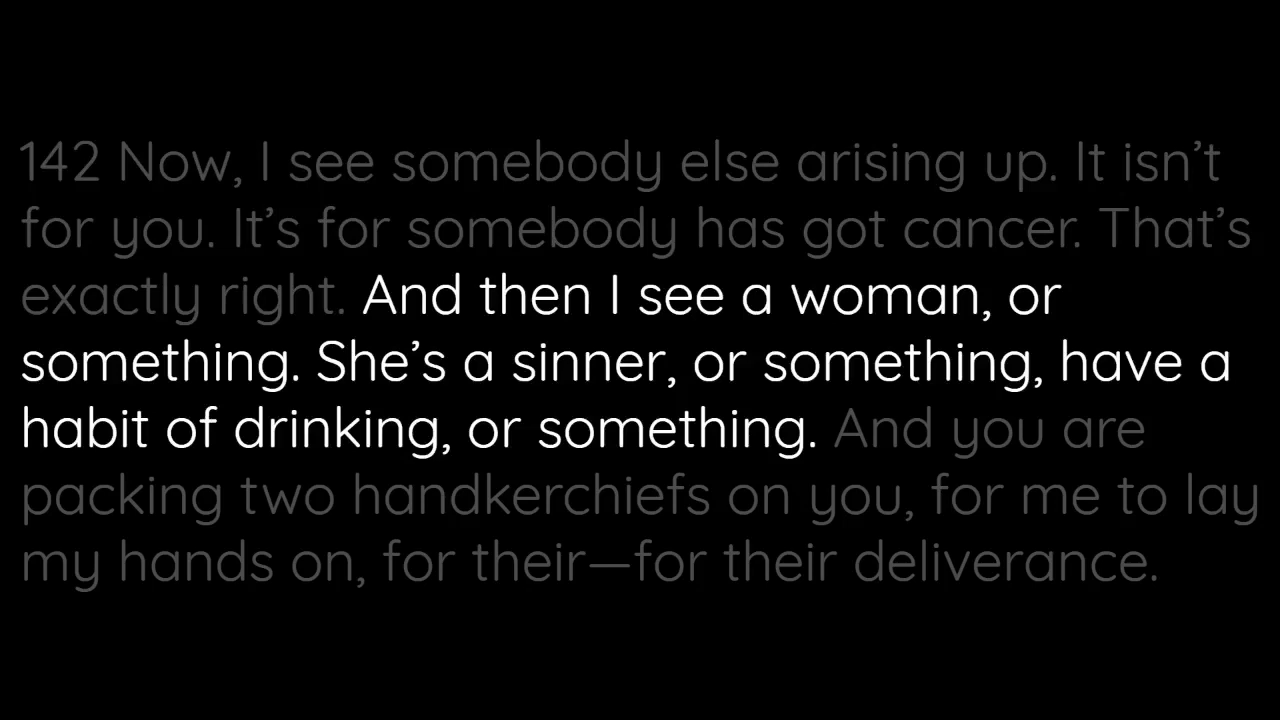 142 Now, I see somebody else arising up. It isn’t
for you. It’s for somebody has got cancer. That’s
exactly right. And then I see a woman, or
something. She’s a sinner, or something, have a
habit of drinking, or something. And you are
packing two handkerchiefs on you, for me to lay
my hands on, for their—for their deliverance.